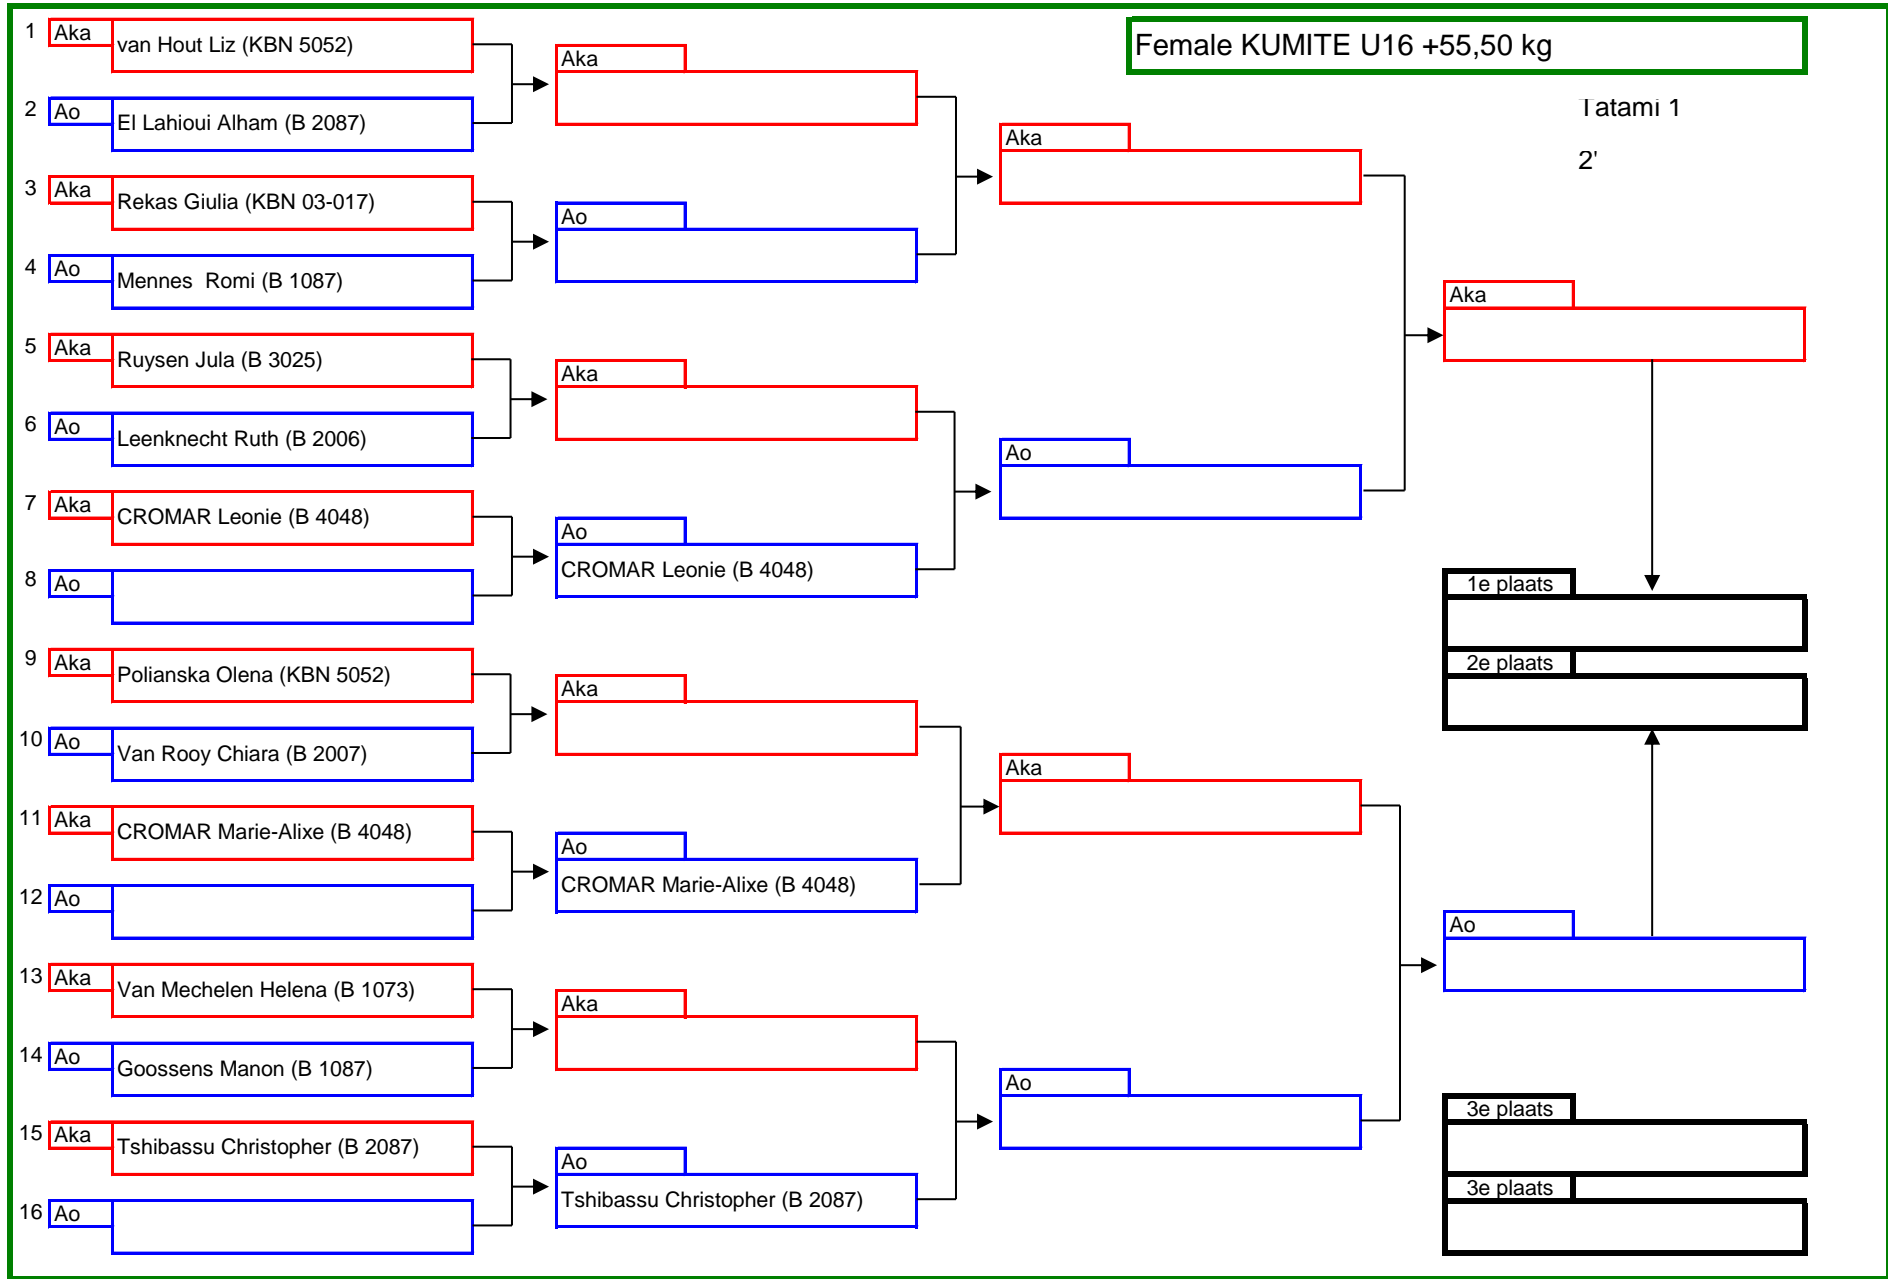 Female KUMITE U16 +55,50 kg
Tatami 1
2'
1 Aka van Hout Liz (KBN 5052)
2 Ao El Lahioui Alham (B 2087)
3 Aka Rekas Giulia (KBN 03-017)
4 Ao Mennes  Romi (B 1087)
5 Aka Ruysen Jula (B 3025)
6 Ao Leenknecht Ruth (B 2006)
7 Aka CROMAR Leonie (B 4048)
8 Ao
9 Aka Polianska Olena (KBN 5052)
10 Ao Van Rooy Chiara (B 2007)
11 Aka CROMAR Marie-Alixe (B 4048)
12 Ao
13 Aka Van Mechelen Helena (B 1073)
14 Ao Goossens Manon (B 1087)
15 Aka Tshibassu Christopher (B 2087)
16 Ao
Aka
Ao
Aka
Ao
CROMAR Leonie (B 4048)
Aka
Ao
CROMAR Marie-Alixe (B 4048)
Aka
Ao
Tshibassu Christopher (B 2087)
Aka
Ao
Aka
Ao
Aka
1e plaats
2e plaats
Ao
3e plaats
3e plaats